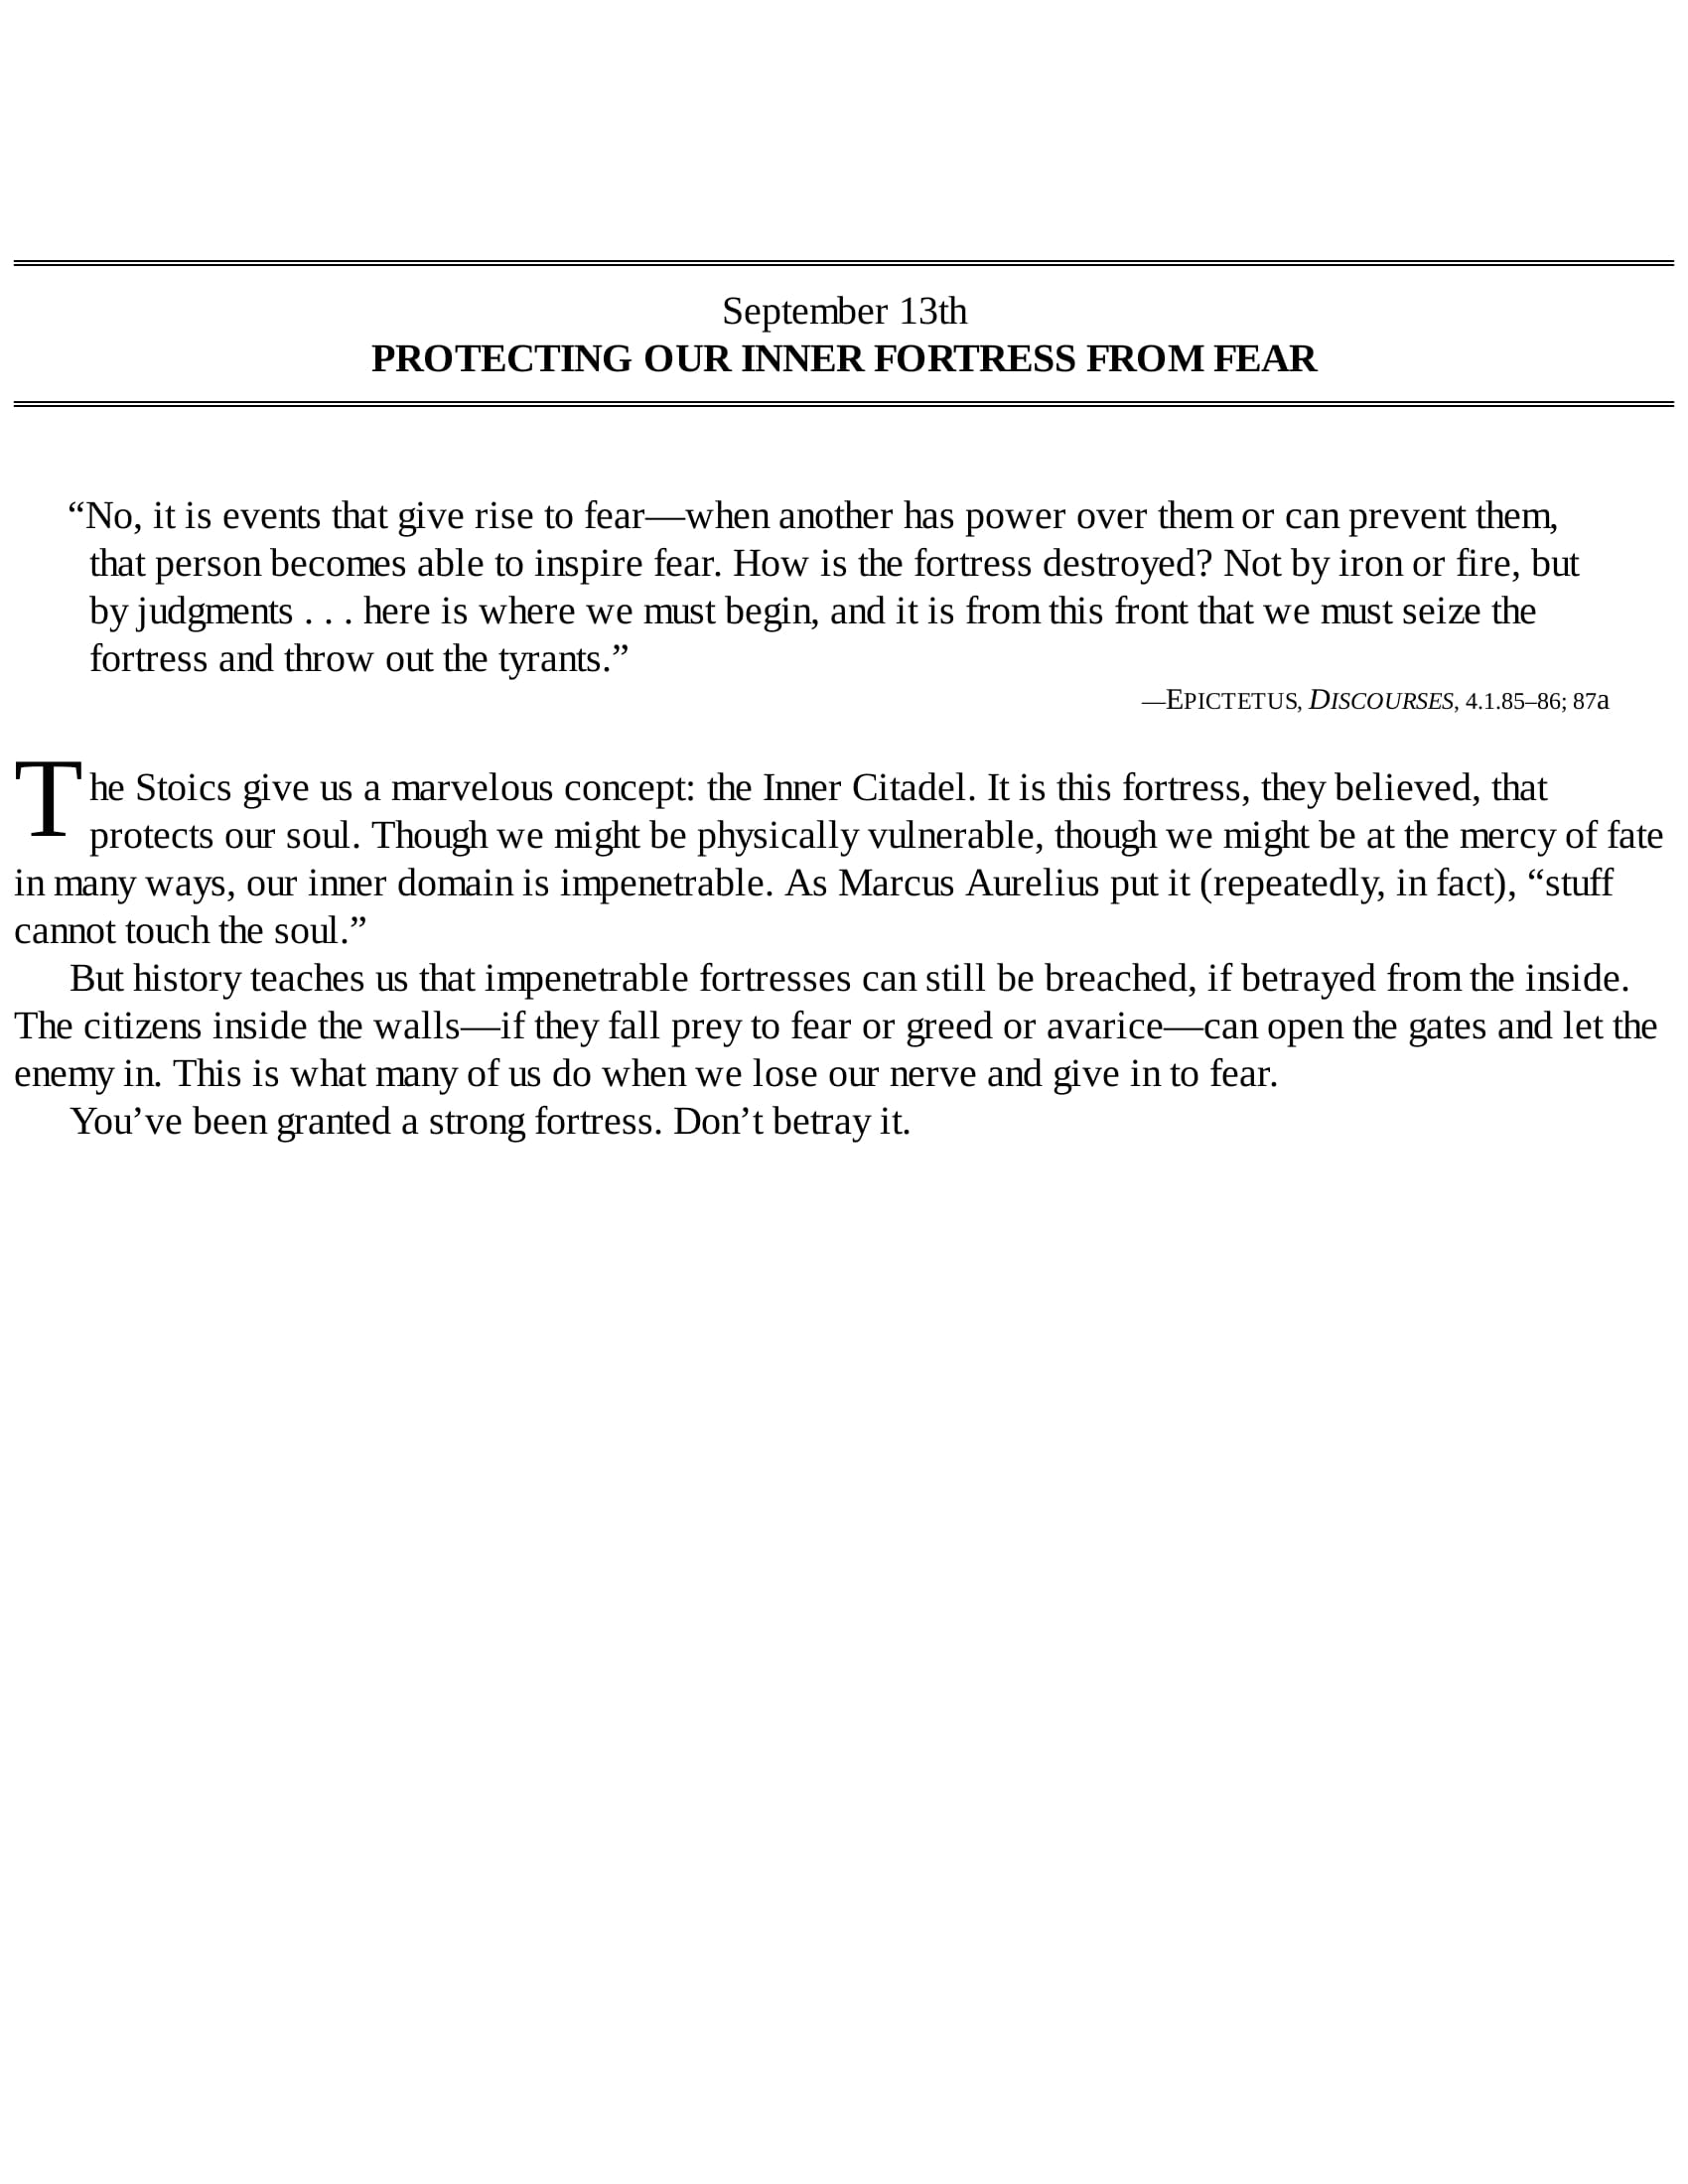 September 13th
PROTECTING OUR INNER FORTRESS FROM FEAR
“No, it is events that give rise to fear—when another has power over them or can prevent them,
that person becomes able to inspire fear. How is the fortress destroyed? Not by iron or fire, but
by judgments . . . here is where we must begin, and it is from this front that we must seize the
fortress and throw out the tyrants.”
—EPICTETUS, DISCOURSES, 4.1.85–86; 87a
The Stoics give us a marvelous concept: the Inner Citadel. It is this fortress, they believed, that
protects our soul. Though we might be physically vulnerable, though we might be at the mercy of fate
in many ways, our inner domain is impenetrable. As Marcus Aurelius put it (repeatedly, in fact), “stuff
cannot touch the soul.”
But history teaches us that impenetrable fortresses can still be breached, if betrayed from the inside.
The citizens inside the walls—if they fall prey to fear or greed or avarice—can open the gates and let the
enemy in. This is what many of us do when we lose our nerve and give in to fear.
You’ve been granted a strong fortress. Don’t betray it.